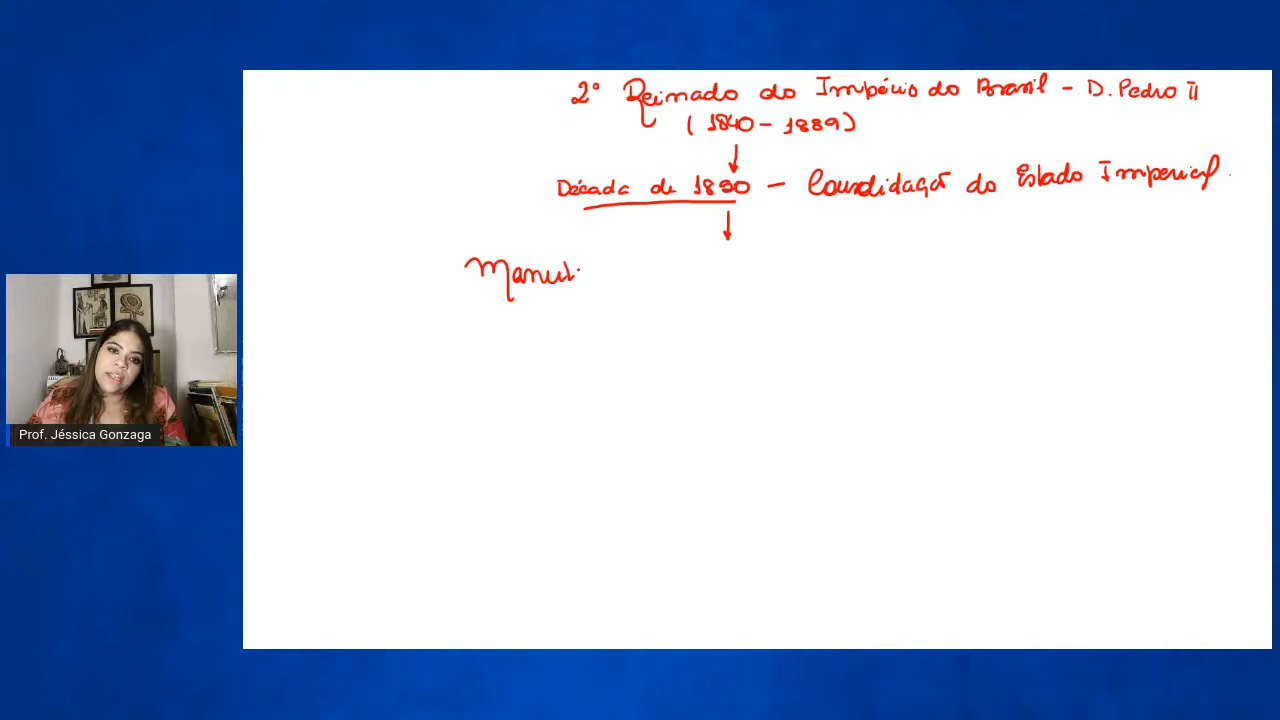 2º Reinado do Império do Brasil - D. Pedro II
(1840 - 1889)
Década de 1850 - Consolidação do Estado Imperial.
Manut
Prof. Jéssica Gonzaga